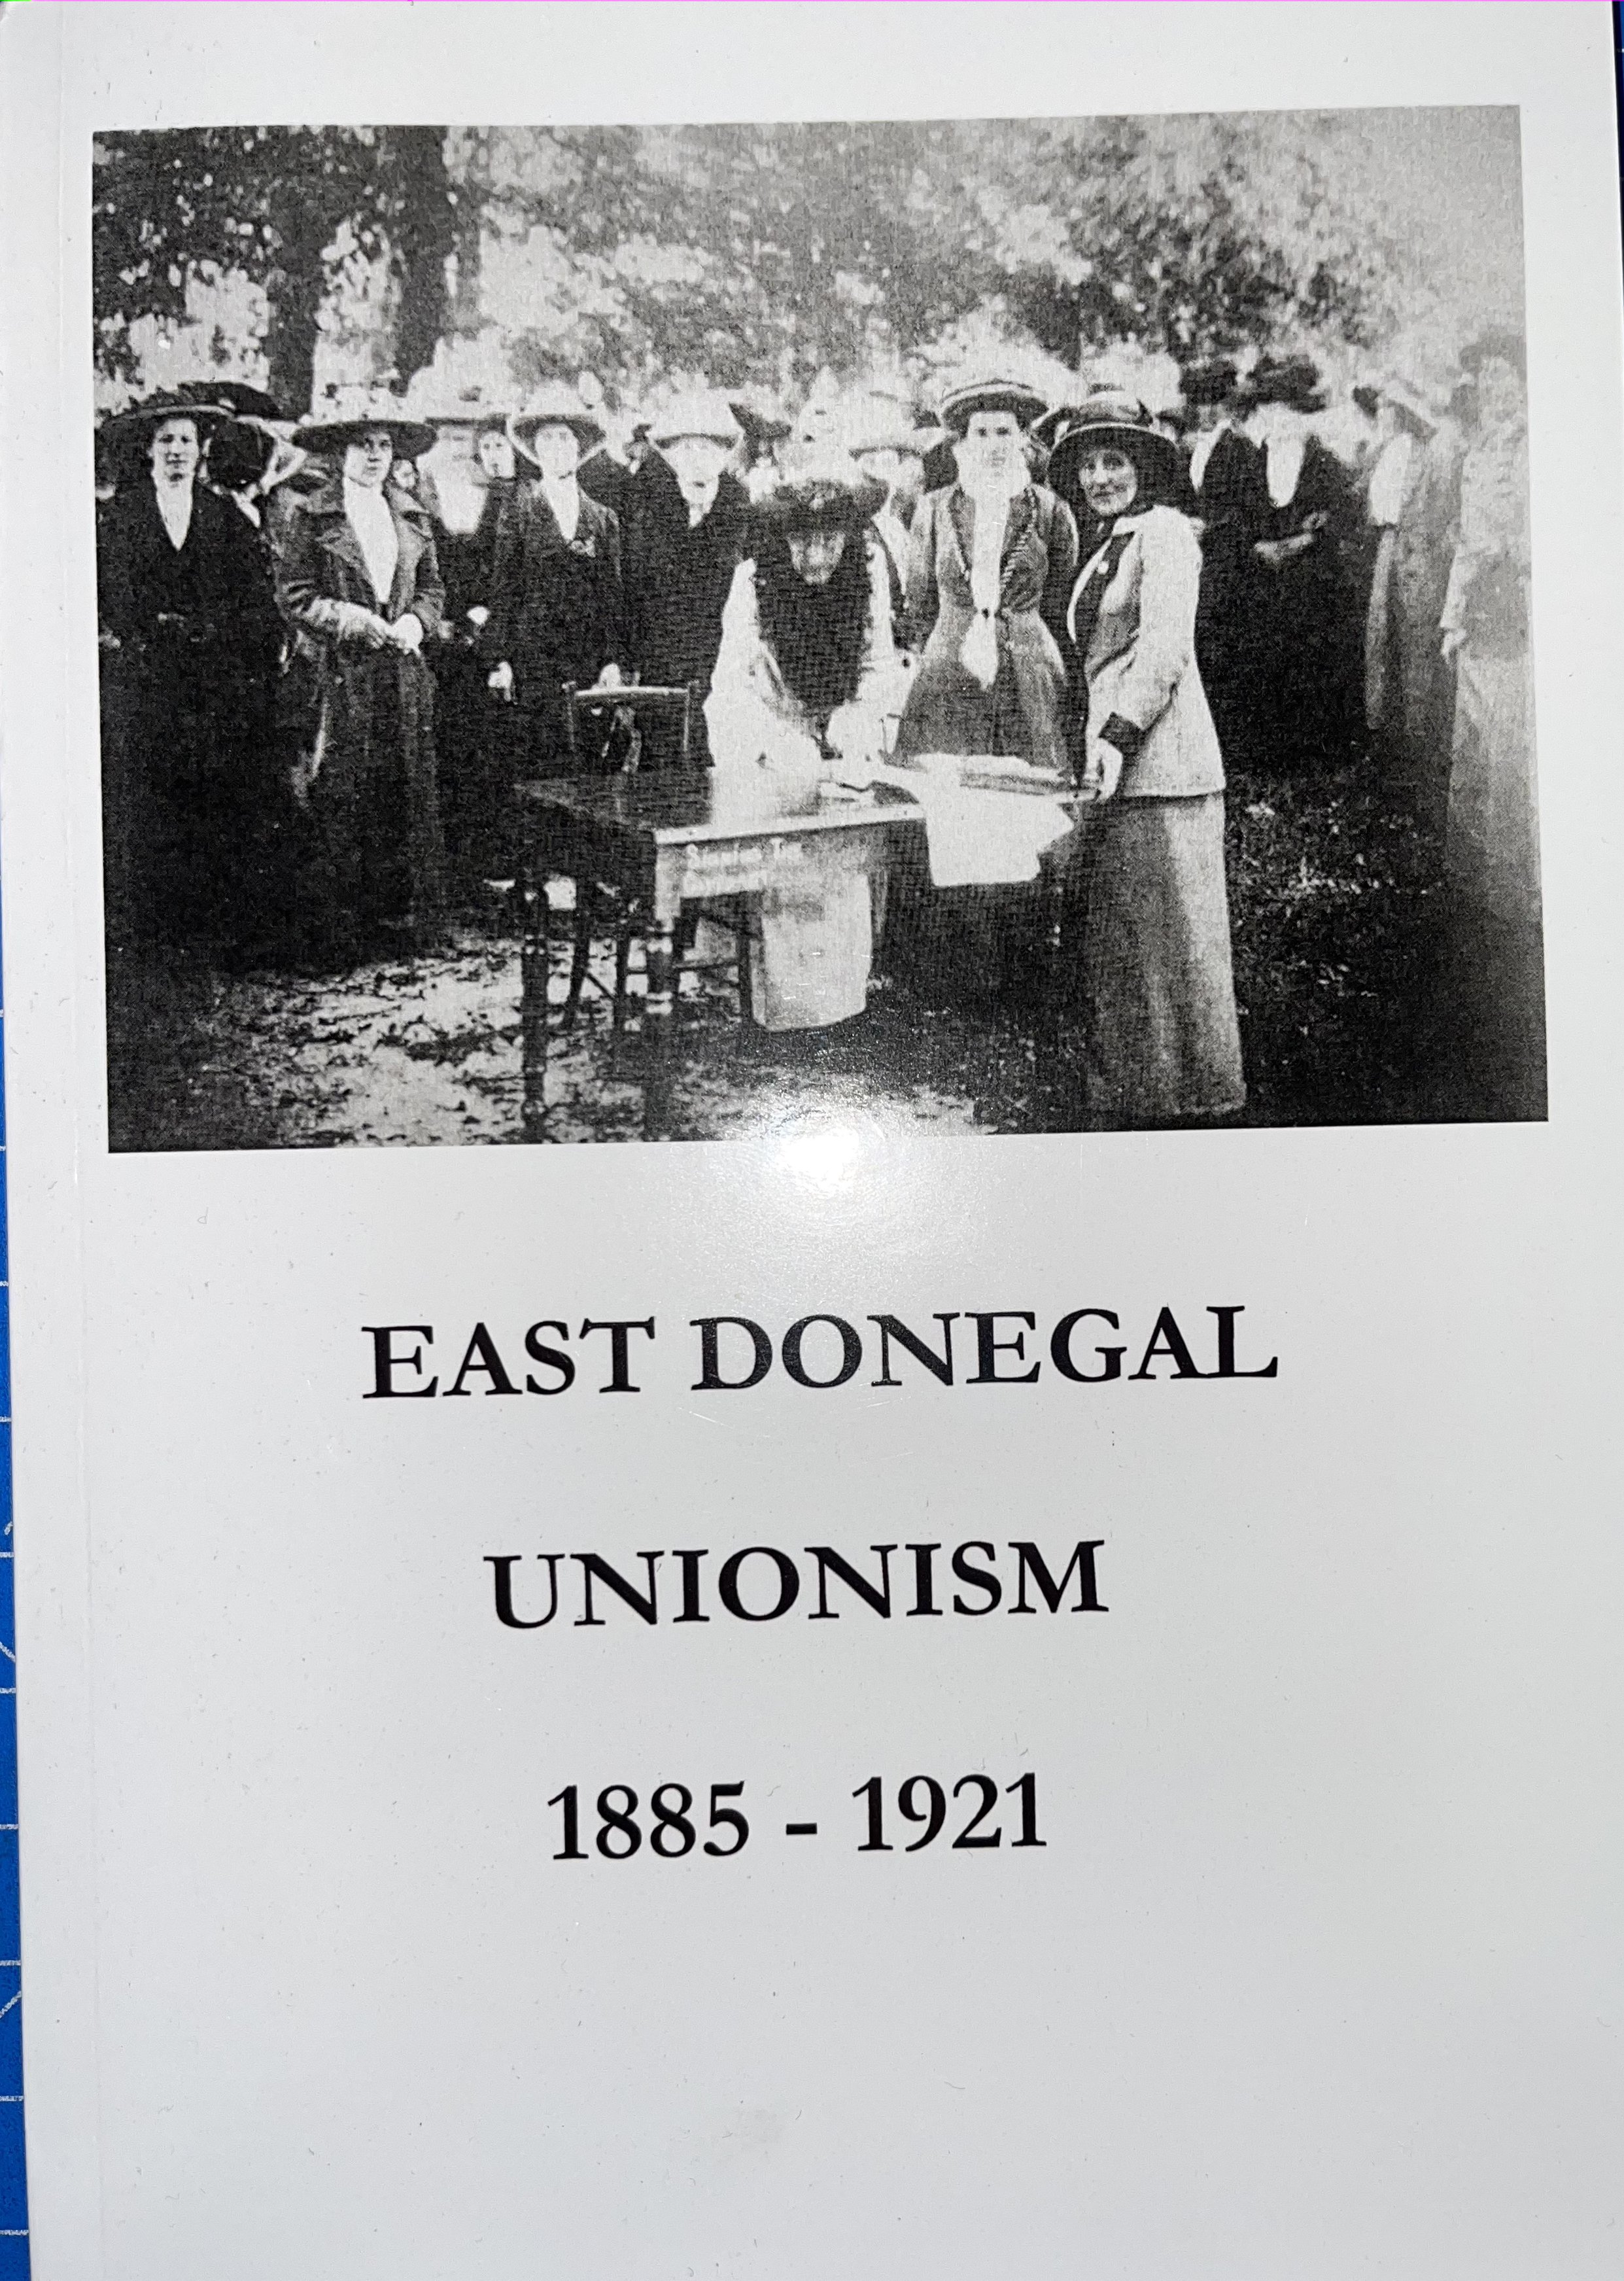 EAST DONEGAL
UNIONISM
1885 - 1921